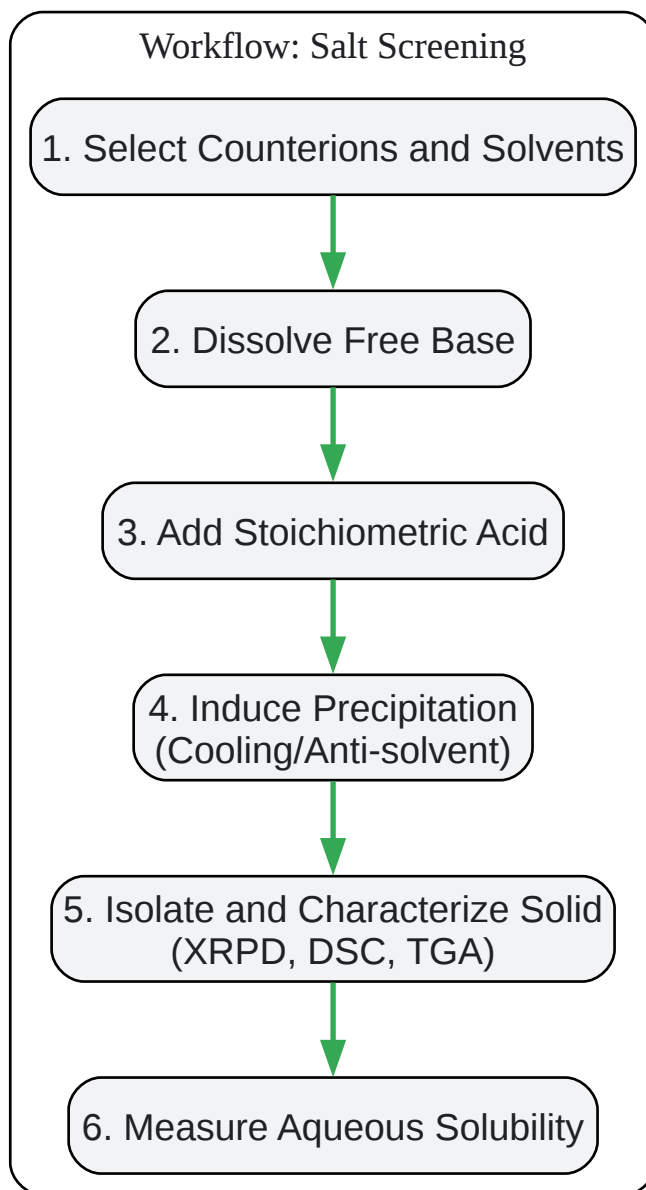 Workflow: Salt Screening
1. Select Counterions and Solvents
2. Dissolve Free Base
3. Add Stoichiometric Acid
4. Induce Precipitation
(Cooling/Anti-solvent)
5. Isolate and Characterize Solid
(XRPD, DSC, TGA)
6. Measure Aqueous Solubility